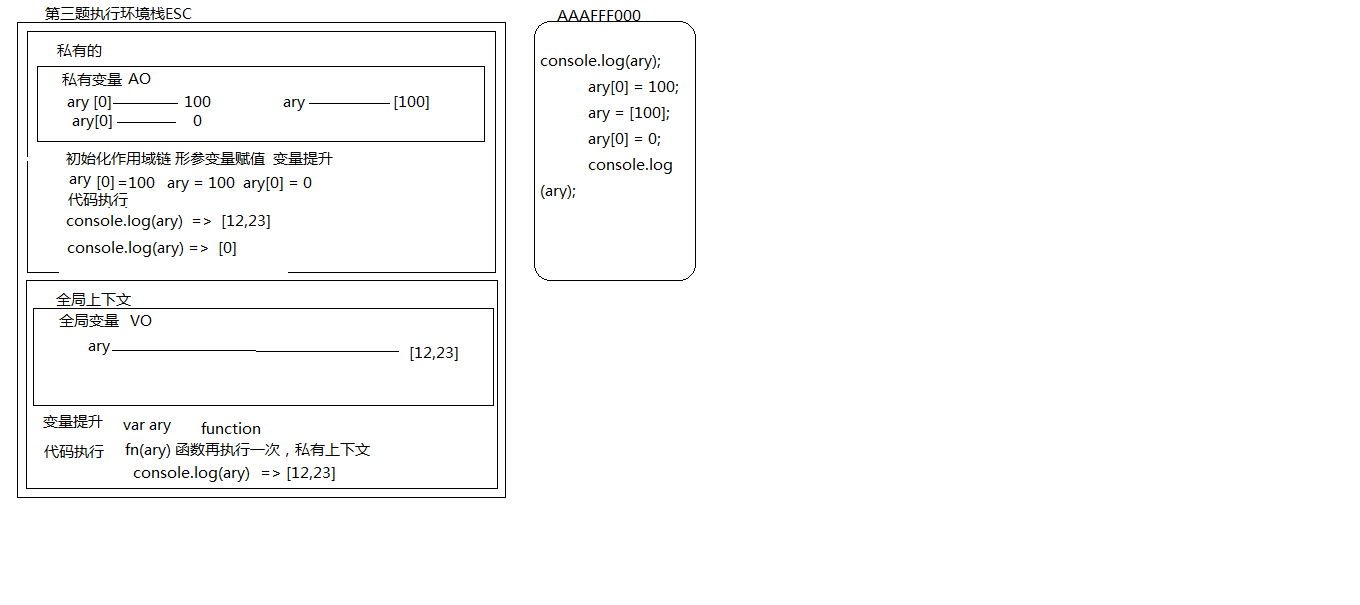 第三题执行环境栈ESC
私有的
私有变量 AO
ary [0] 100 ary [100]
ary[0] 0
初始化作用域链 形参变量赋值 变量提升
ary [0] =100 ary = 100 ary[0] = 0
代码执行
console.log(ary) => [12,23]
console.log(ary) => [0]
全局上下文
全局变量 VO
ary [12,23]
变量提升 var ary function
代码执行 fn(ary) 函数再执行一次，私有上下文
console.log(ary) => [12,23]
AAAFFF000
console.log(ary);
ary[0] = 100;
ary = [100];
ary[0] = 0;
console.log
(ary);